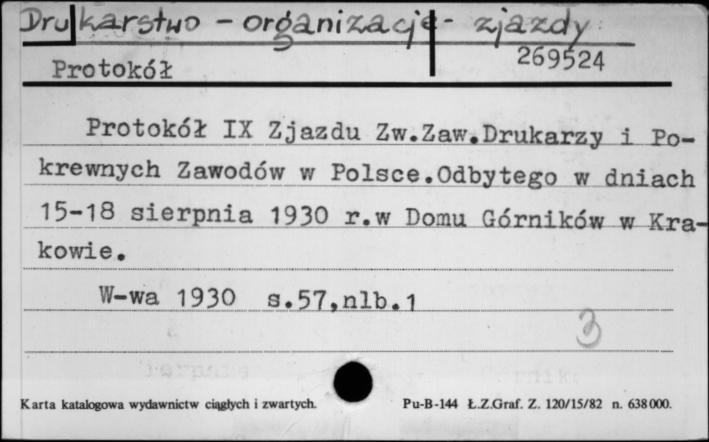 Drukarstwo - organizacje - zjazdy
Protokół 269524
Protokół IX Zjazdu Zw.Zaw.Drukarzy i Po-
krewnych Zawodów w Polsce.Odbytego w dniach
15-18 sierpnia 1930 r.w Domu Górników w Kra-
kowie.
W-wa 1930 s.57,nlb.1
3
Karta katalogowa wydawnictw ciągłych i zwartych. Pu-B-144 Ł.Z.Graf. Z. 120/15/82 n. 638000.